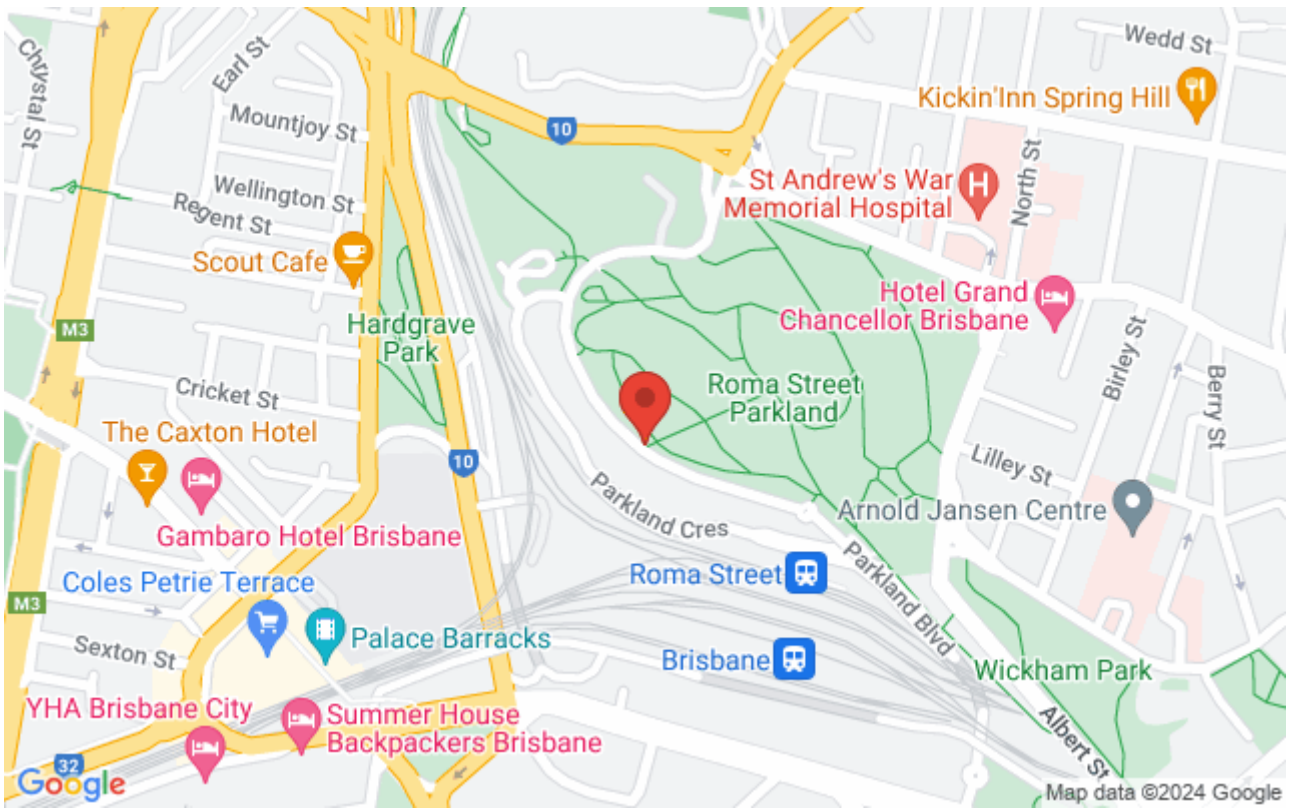 Wedd St
Kickin'Inn Spring Hill
Chrystal St
Earl St
Mountjoy St
10
North St
St Andrew's War
Memorial Hospital
Wellington St
Regent St
Scout Cafe
Hotel Grand
Chancellor Brisbane
M3
Hardgrave
Park
Birley St
Berry St
Cricket St
Roma Street
Parkland
The Caxton Hotel
10
Lilley St
Parkland Cres
Arnold Jansen Centre
Gambaro Hotel Brisbane
Coles Petrie Terrace
Roma Street
Parkland Blvd
M3
Palace Barracks
Brisbane
Sexton St
Wickham Park
YHA Brisbane City
Summer House
Backpackers Brisbane
Albert St
32
Google
Map data ©2024 Google